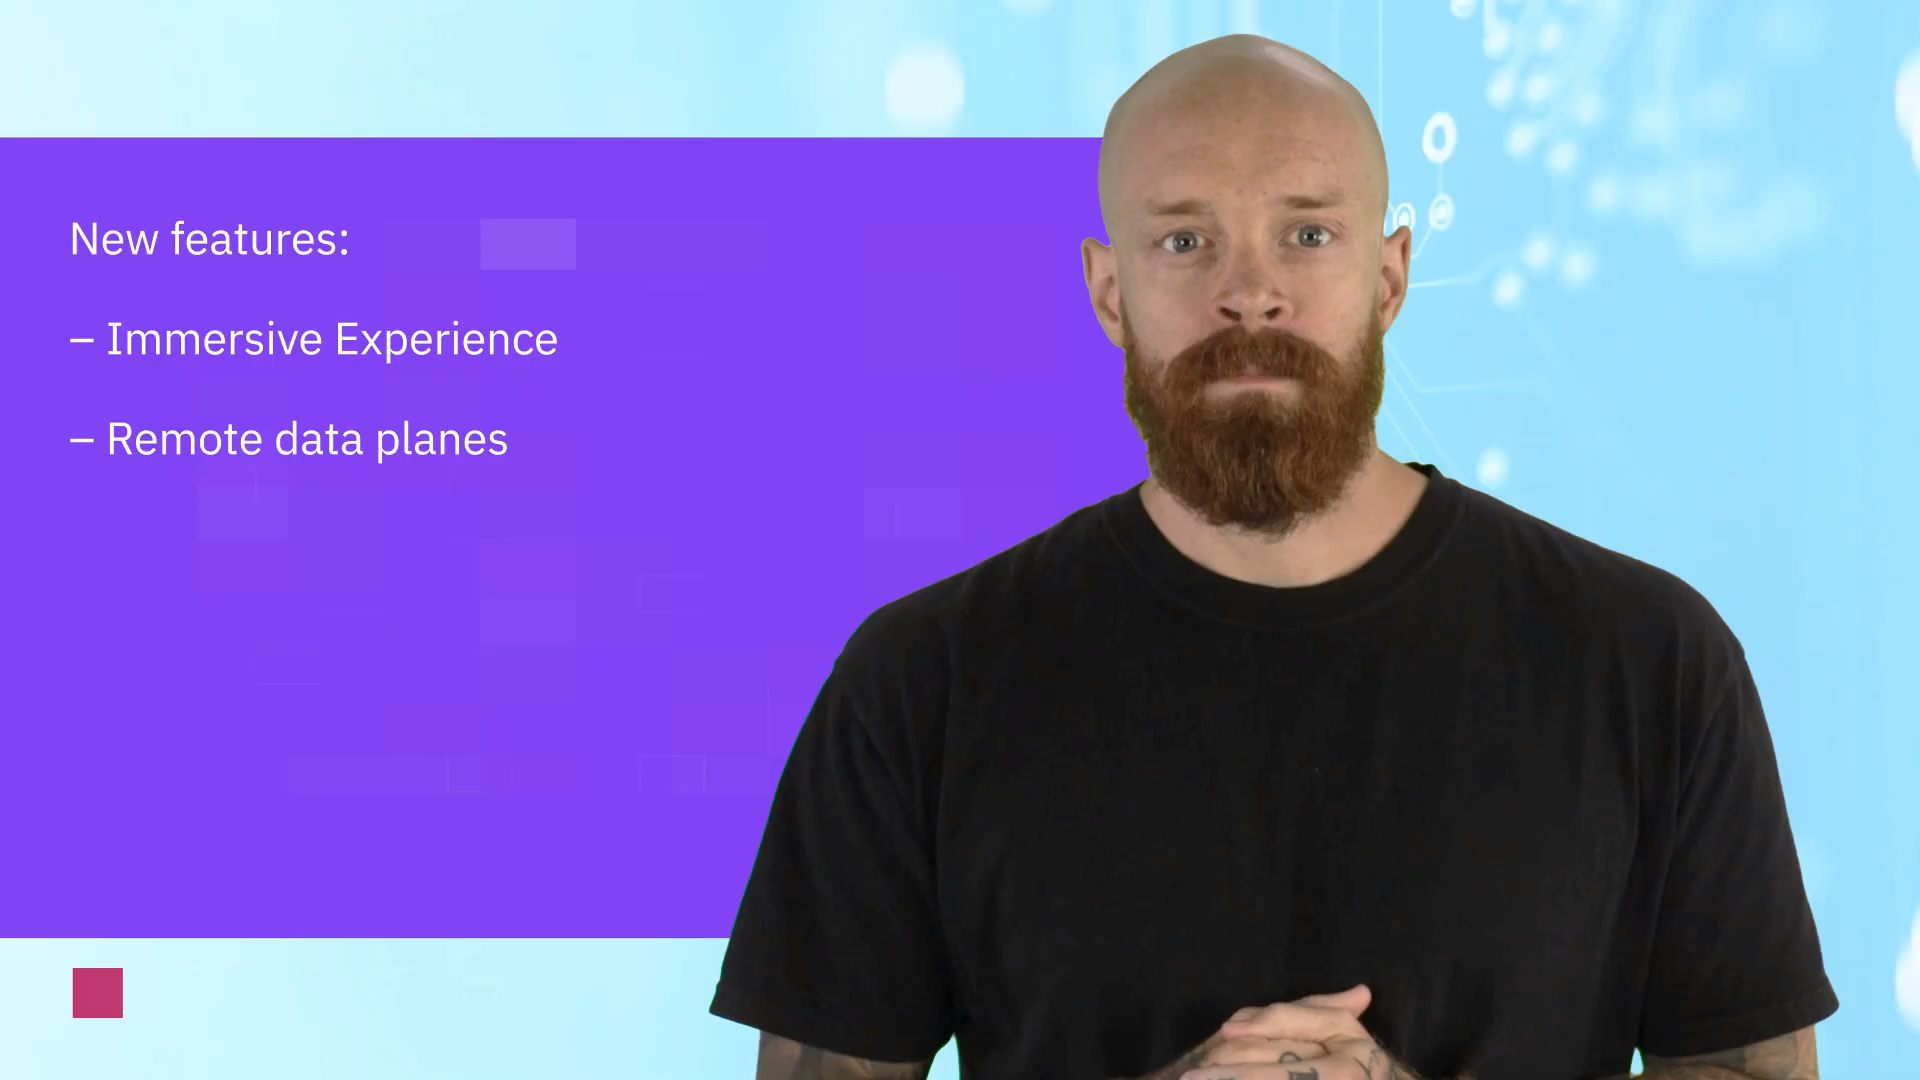 New features:
– Immersive Experience
– Remote data planes